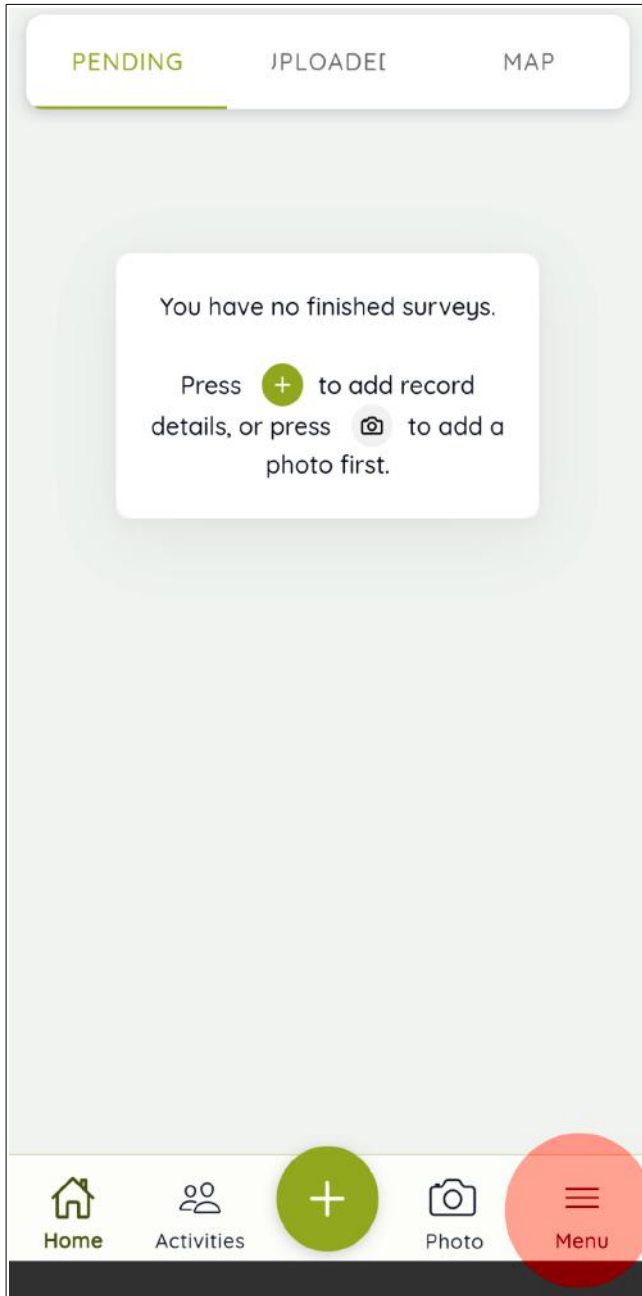 PENDING UPLOADED MAP
You have no finished surveys.
Press + to add record
details, or press to add a
photo first.
Home Activities + Photo Menu